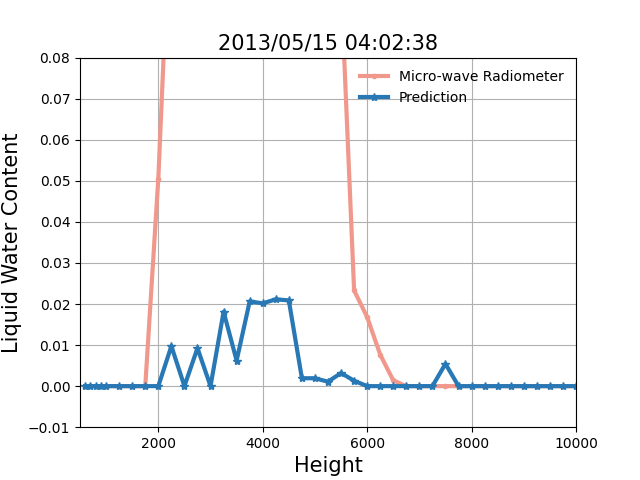 2013/05/15 04:02:38
0.08
0.07
0.06
0.05
0.04
0.03
0.02
0.01
0.00
−0.01
Liquid Water Content
Micro-wave Radiometer
Prediction
2000 4000 6000 8000 10000
Height